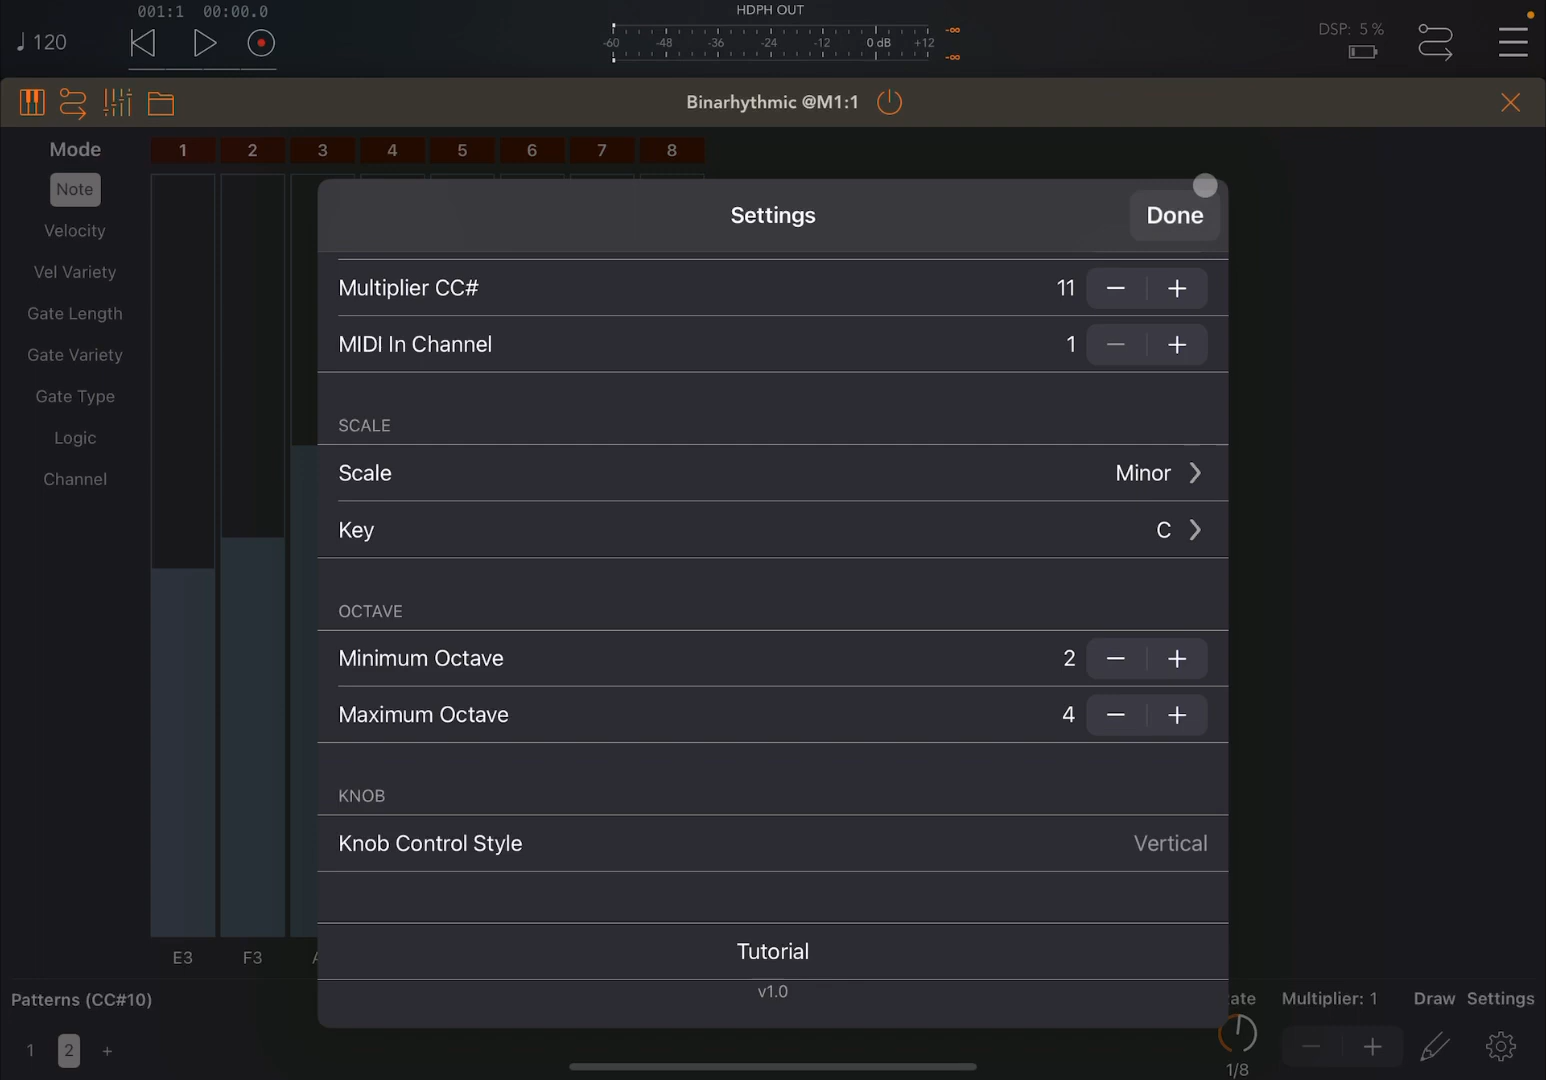 001:1 00:00.0
120
HDPH OUT
-60 -48 -36 -24 -12 0 dB +12
-∞
-∞
DSP: 5 %
Binarhythmic @M1:1
Mode
1 2 3 4 5 6 7 8
Note
Velocity
Vel Variety
Gate Length
Gate Variety
Gate Type
Logic
Channel
Settings
Done
Multiplier CC# 11 − +
MIDI In Channel 1 − +
SCALE
Scale Minor
Key C
OCTAVE
Minimum Octave 2 − +
Maximum Octave 4 − +
KNOB
Knob Control Style Vertical
Tutorial
v1.0
E3 F3
Patterns (CC#10)
1 2 +
ate Multiplier: 1 Draw Settings
− +
1/8